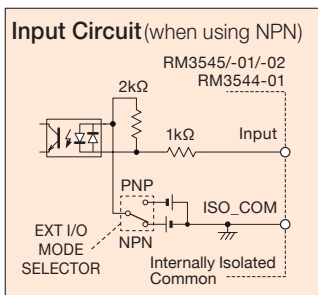 Input Circuit (when using NPN)
RM3545/-01/-02
RM3544-01
2kΩ
1kΩ
Input
PNP
ISO_COM
EXT I/O
MODE
SELECTOR
NPN
Internally Isolated
Common